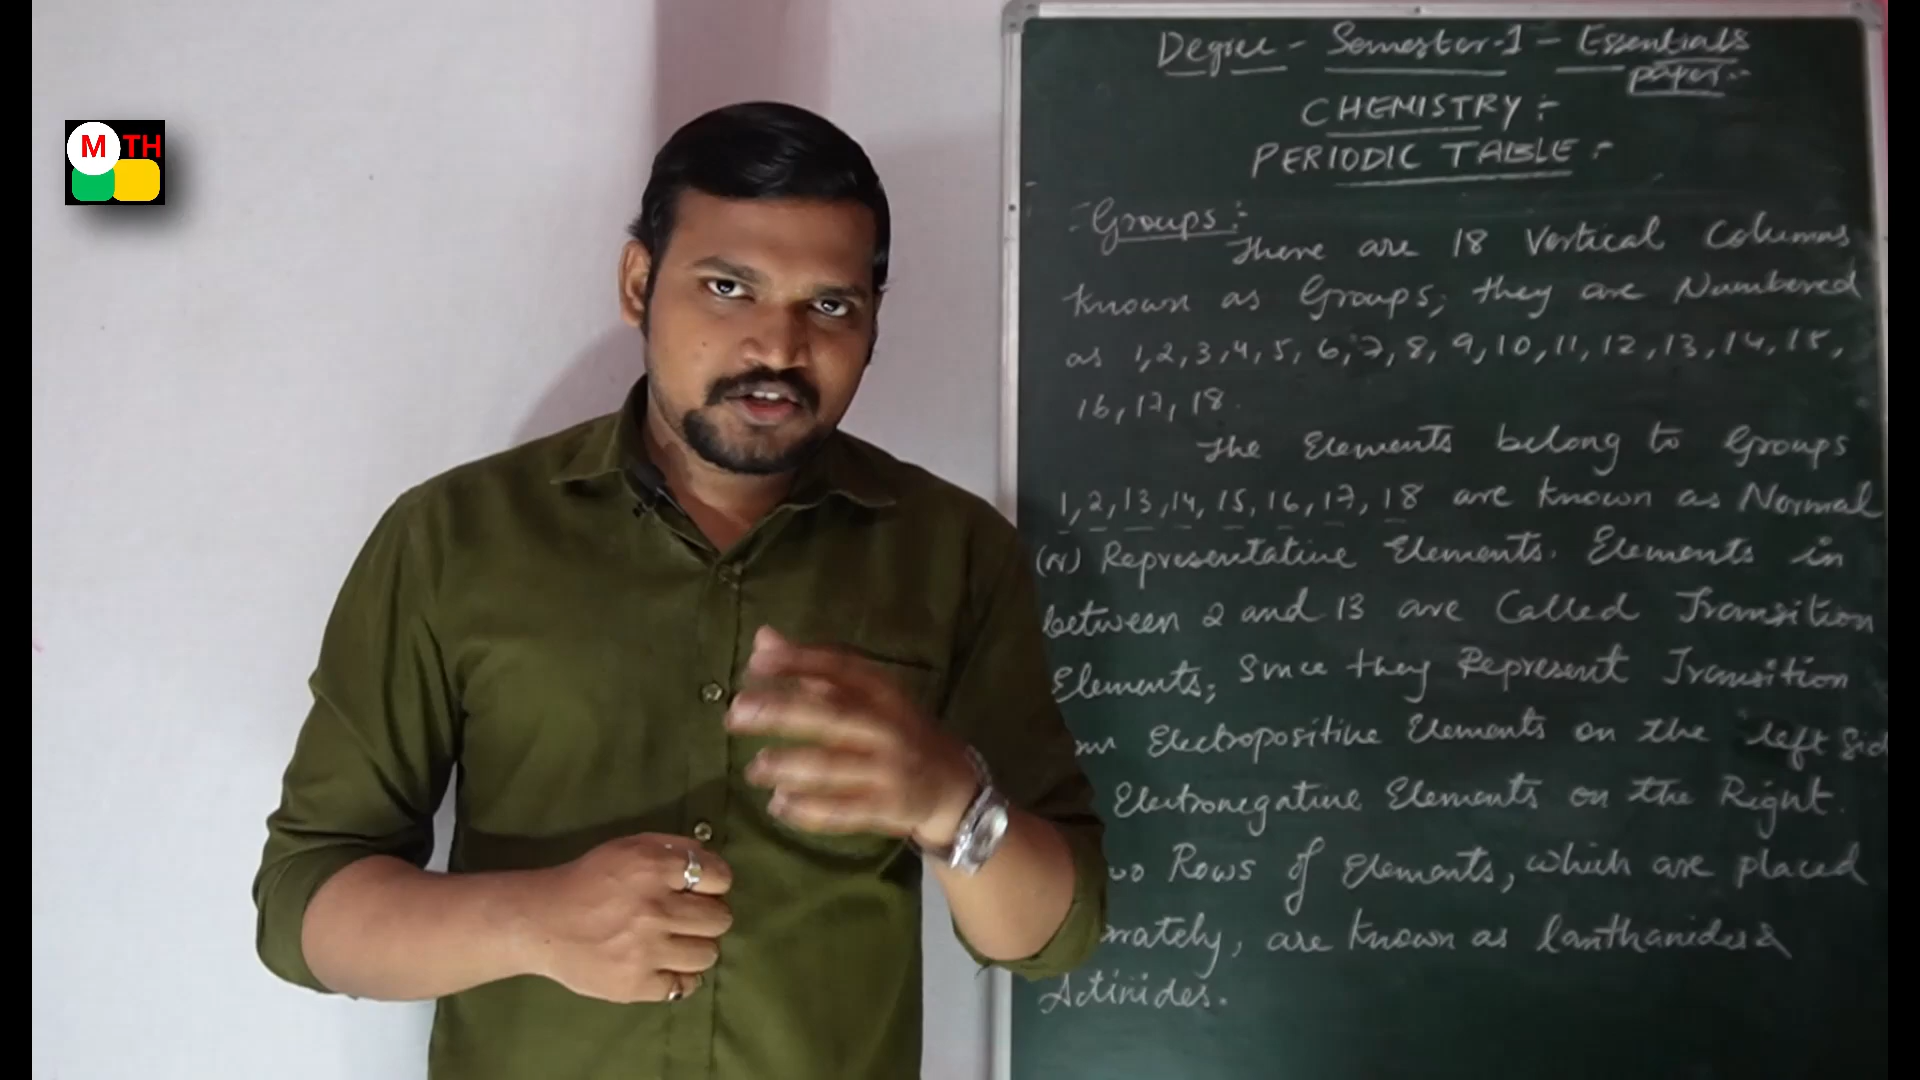 M TH
Degree - Semester-1 - Essentials
paper:-
CHEMISTRY :-
PERIODIC TABLE :-
Groups :-
There are 18 Vertical Columns
known as Groups; they are Numbered
as 1,2,3,4,5,6,7,8,9,10,11,12,13,14,15,
16,17,18.
The Elements belong to Groups
1,2,13,14,15,16,17,18 are known as Normal
(or) Representative Elements. Elements in
between 2 and 13 are Called Transition
Elements; Since they Represent Transition
Electropositive Elements on the left Sid
Electronegative Elements on the Right.
Rows of Elements, which are placed
are known as lanthanides &
Actinides.